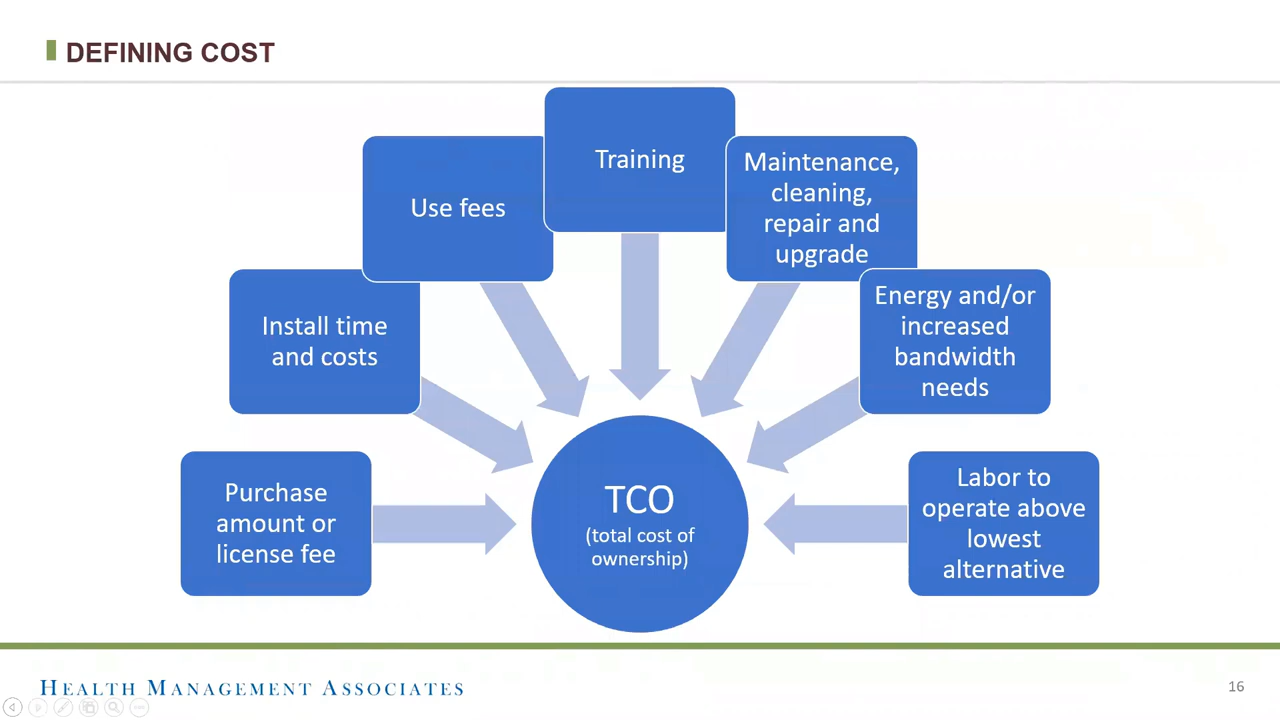 DEFINING COST
Training
Use fees
Maintenance,
cleaning,
repair and
upgrade
Install time
and costs
Energy and/or
increased
bandwidth
needs
Purchase
amount or
license fee
TCO
(total cost of
ownership)
Labor to
operate above
lowest
alternative
HEALTH MANAGEMENT ASSOCIATES
16